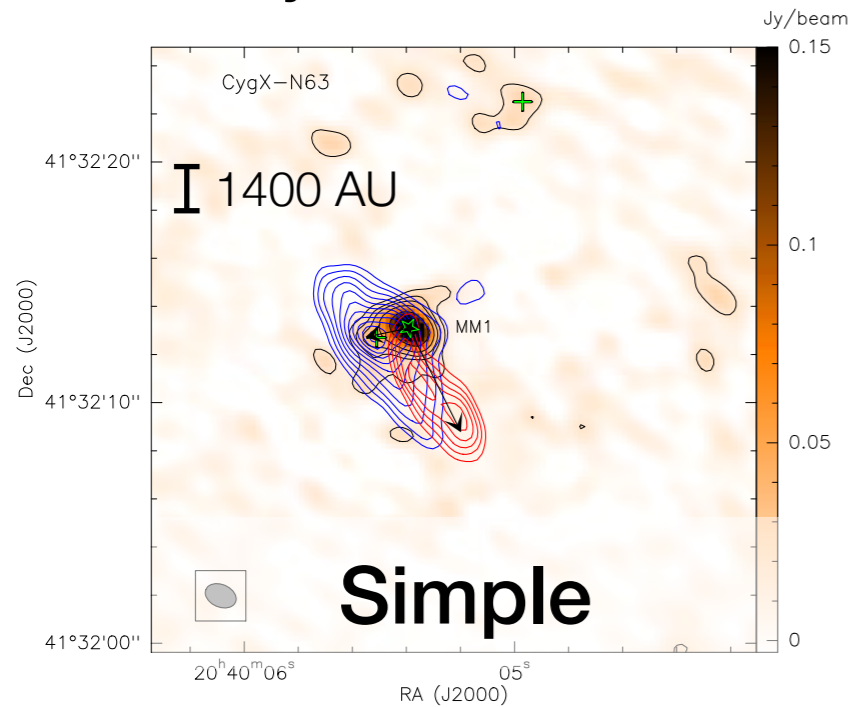 Jy/beam
0.15
CygX-N63
41°32'20''
1400 AU
0.1
Dec (J2000)
MM1
41°32'10''
0.05
Simple
41°32'00''
0
20ʰ40ᵐ06ˢ
05ˢ
RA (J2000)